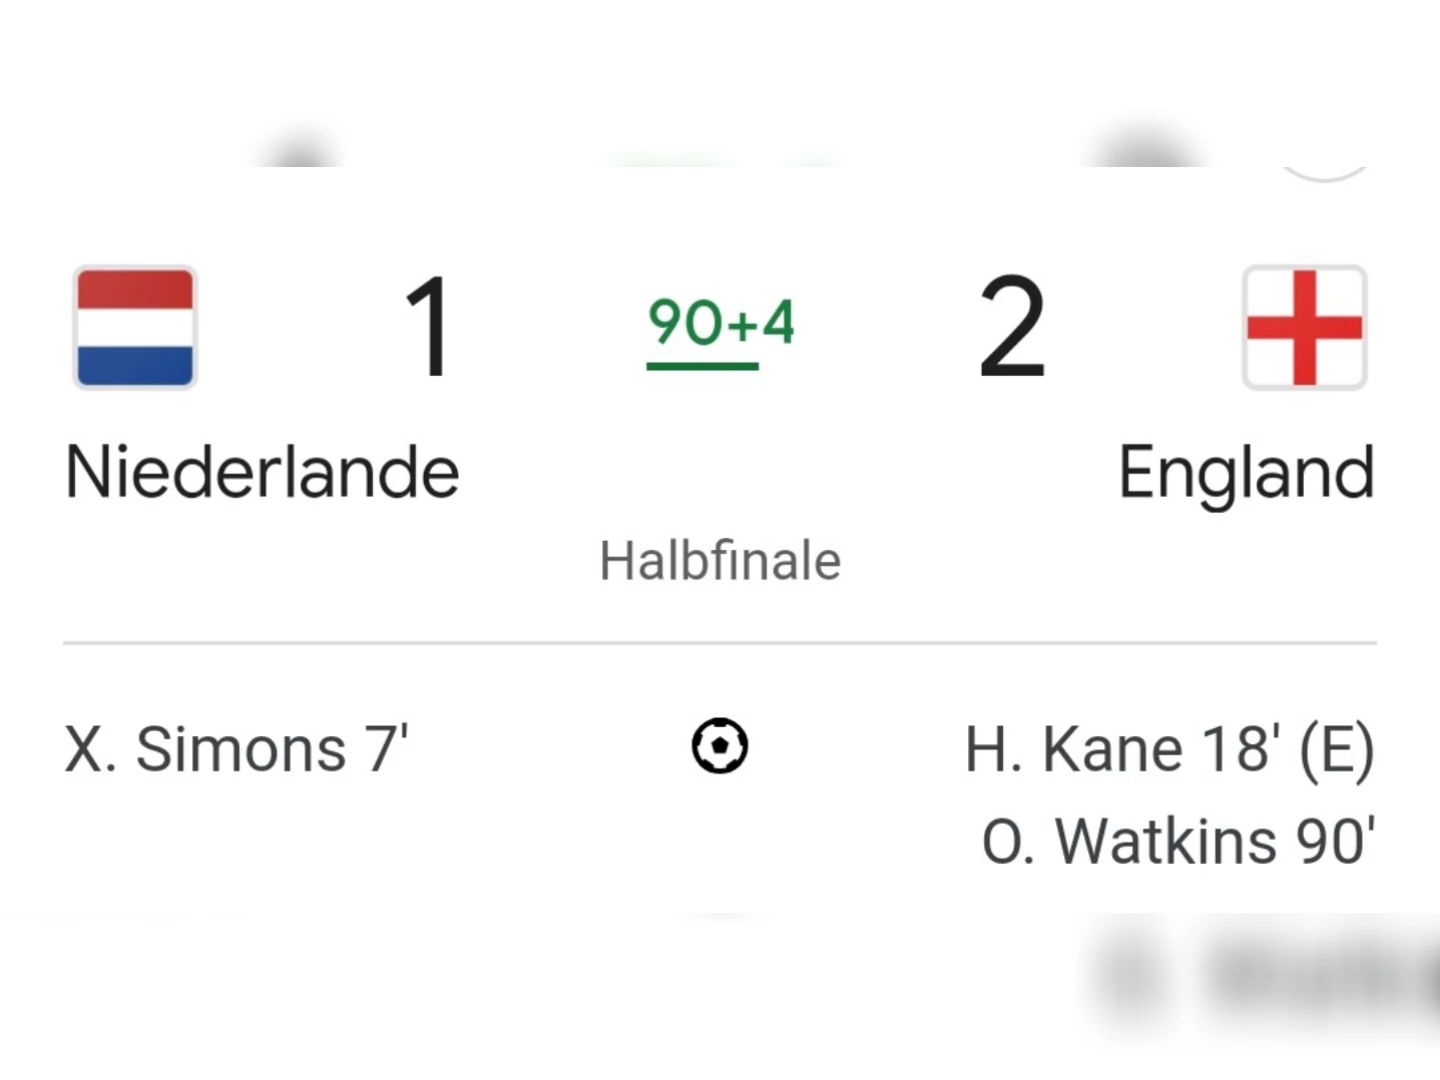 1 90+4 2
Niederlande England
Halbfinale
X. Simons 7' H. Kane 18' (E)
O. Watkins 90'